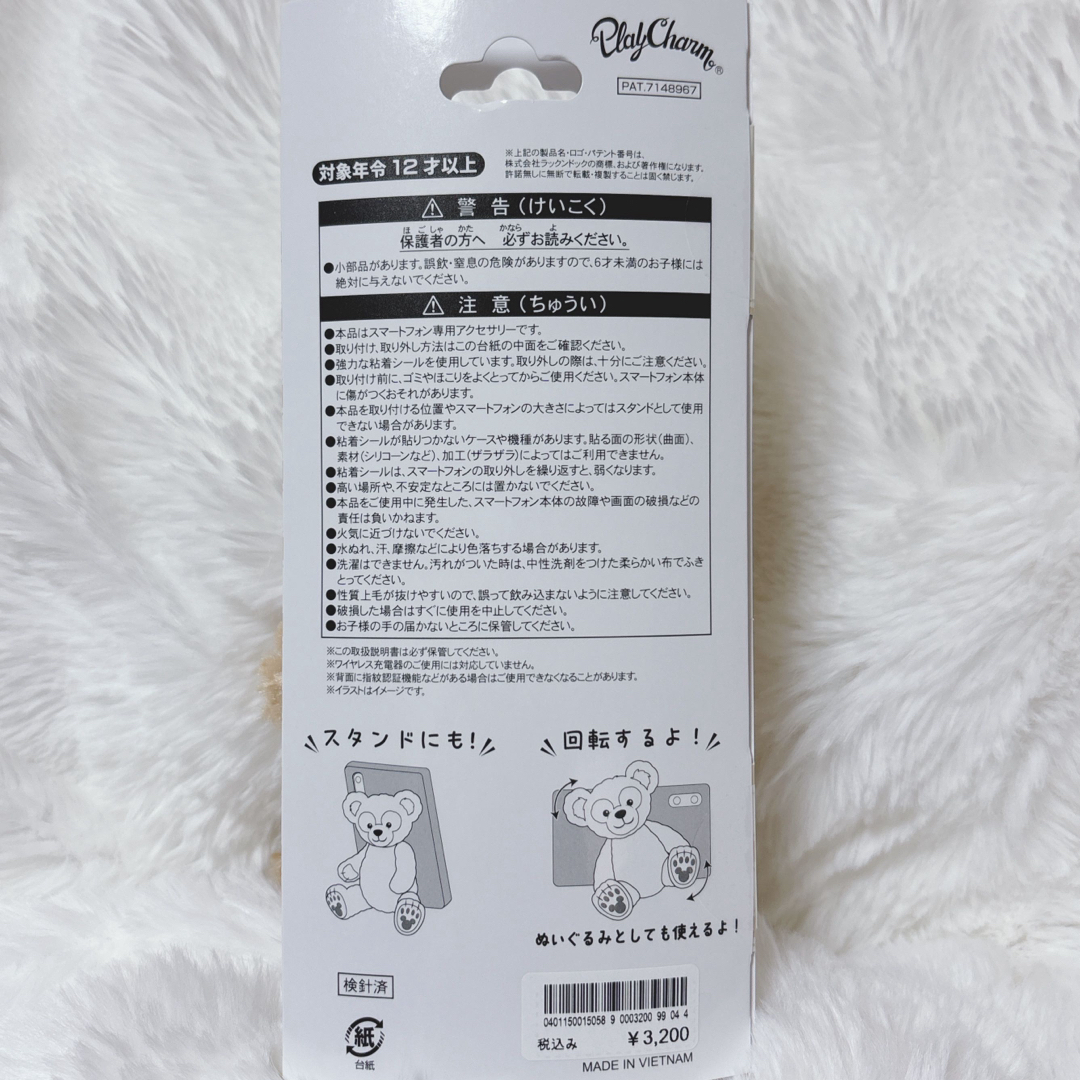 PlayCharm®
PAT.7148967
対象年令12才以上
※上記の製品名・ロゴ・パテント番号は、
株式会社ラックンドックの商標、および著作権になります。
許諾無しに無断で転載・複製することは固く禁じます。
⚠ 警 告(けいこく)
保護者の方へ 必ずお読みください。
●小部品があります。誤飲・窒息の危険がありますので、6才未満のお子様には
絶対に与えないでください。
⚠ 注 意(ちゅうい)
●本品はスマートフォン専用アクセサリーです。
●取り付け、取り外し方法はこの台紙の中面をご確認ください。
●強力な粘着シールを使用しています。取り外しの際は、十分にご注意ください。
●取り付け前に、ゴミやほこりをよくとってからご使用ください。スマートフォン本体
に傷がつくおそれがあります。
●本品を取り付ける位置やスマートフォンの大きさによってはスタンドとして使用
できない場合があります。
●粘着シールが貼りつかないケースや機種があります。貼る面の形状(曲面)、
素材(シリコーンなど)、加工(ザラザラ)によってはご利用できません。
●粘着シールは、スマートフォンの取り外しを繰り返すと、弱くなります。
●高い場所や、不安定なところには置かないでください。
●本品をご使用中に発生した、スマートフォン本体の故障や画面の破損などの
責任は負いかねます。
●火気に近づけないでください。
●水ぬれ、汗、摩擦などにより色落ちする場合があります。
●洗濯はできません。汚れがついた時は、中性洗剤をつけた柔らかい布でふき
とってください。
●性質上毛が抜けやすいので、誤って飲み込まないように注意してください。
●破損した場合はすぐに使用を中止してください。
●お子様の手の届かないところに保管してください。
※この取扱説明書は必ず保管してください。
※ワイヤレス充電器のご使用には対応していません。
※背面に指紋認証機能などがある場合はご使用できなくなることがあります。
※イラストはイメージです。
スタンドにも!
回転するよ!
ぬいぐるみとしても使えるよ!
検針済
紙
台紙
0401150015058 9 0003200 99 04 4
税込み ¥3,200
MADE IN VIETNAM